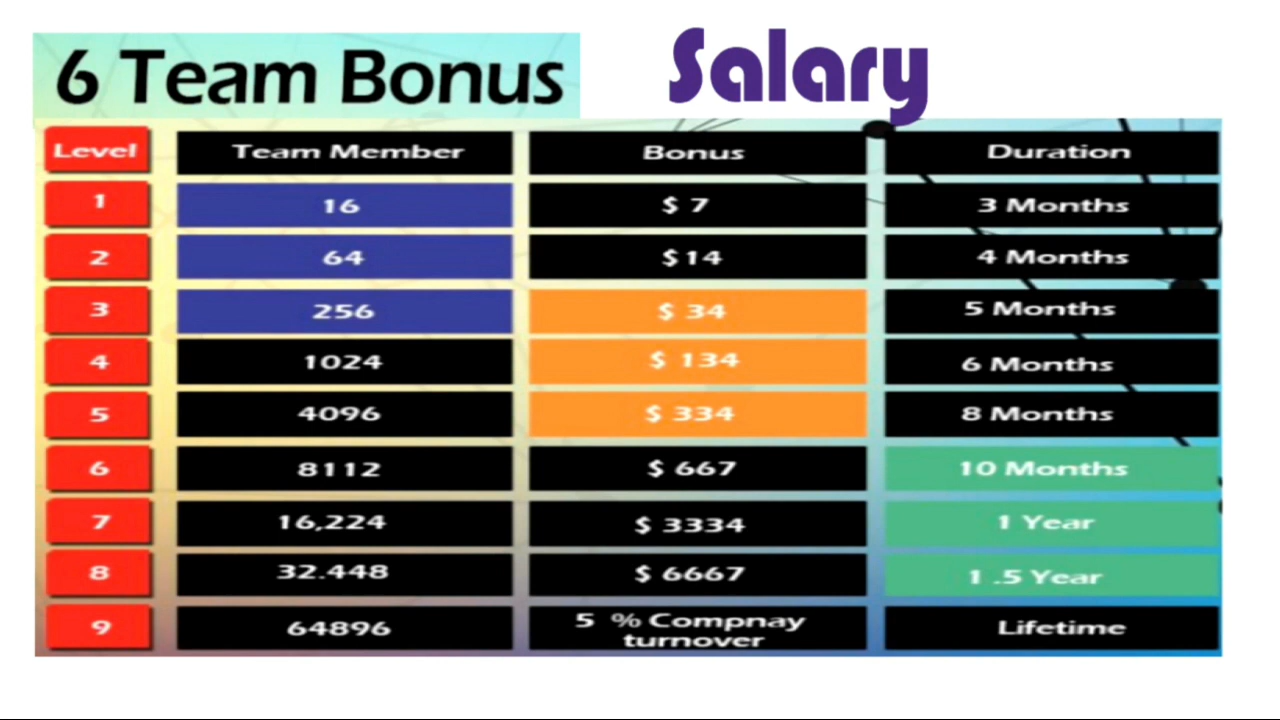 6 Team Bonus Salary
Level Team Member Bonus Duration
1 16 $ 7 3 Months
2 64 $14 4 Months
3 256 $ 34 5 Months
4 1024 $ 134 6 Months
5 4096 $ 334 8 Months
6 8112 $ 667 10 Months
7 16,224 $ 3334 1 Year
8 32.448 $ 6667 1 .5 Year
9 64896 5 % Compnay turnover Lifetime